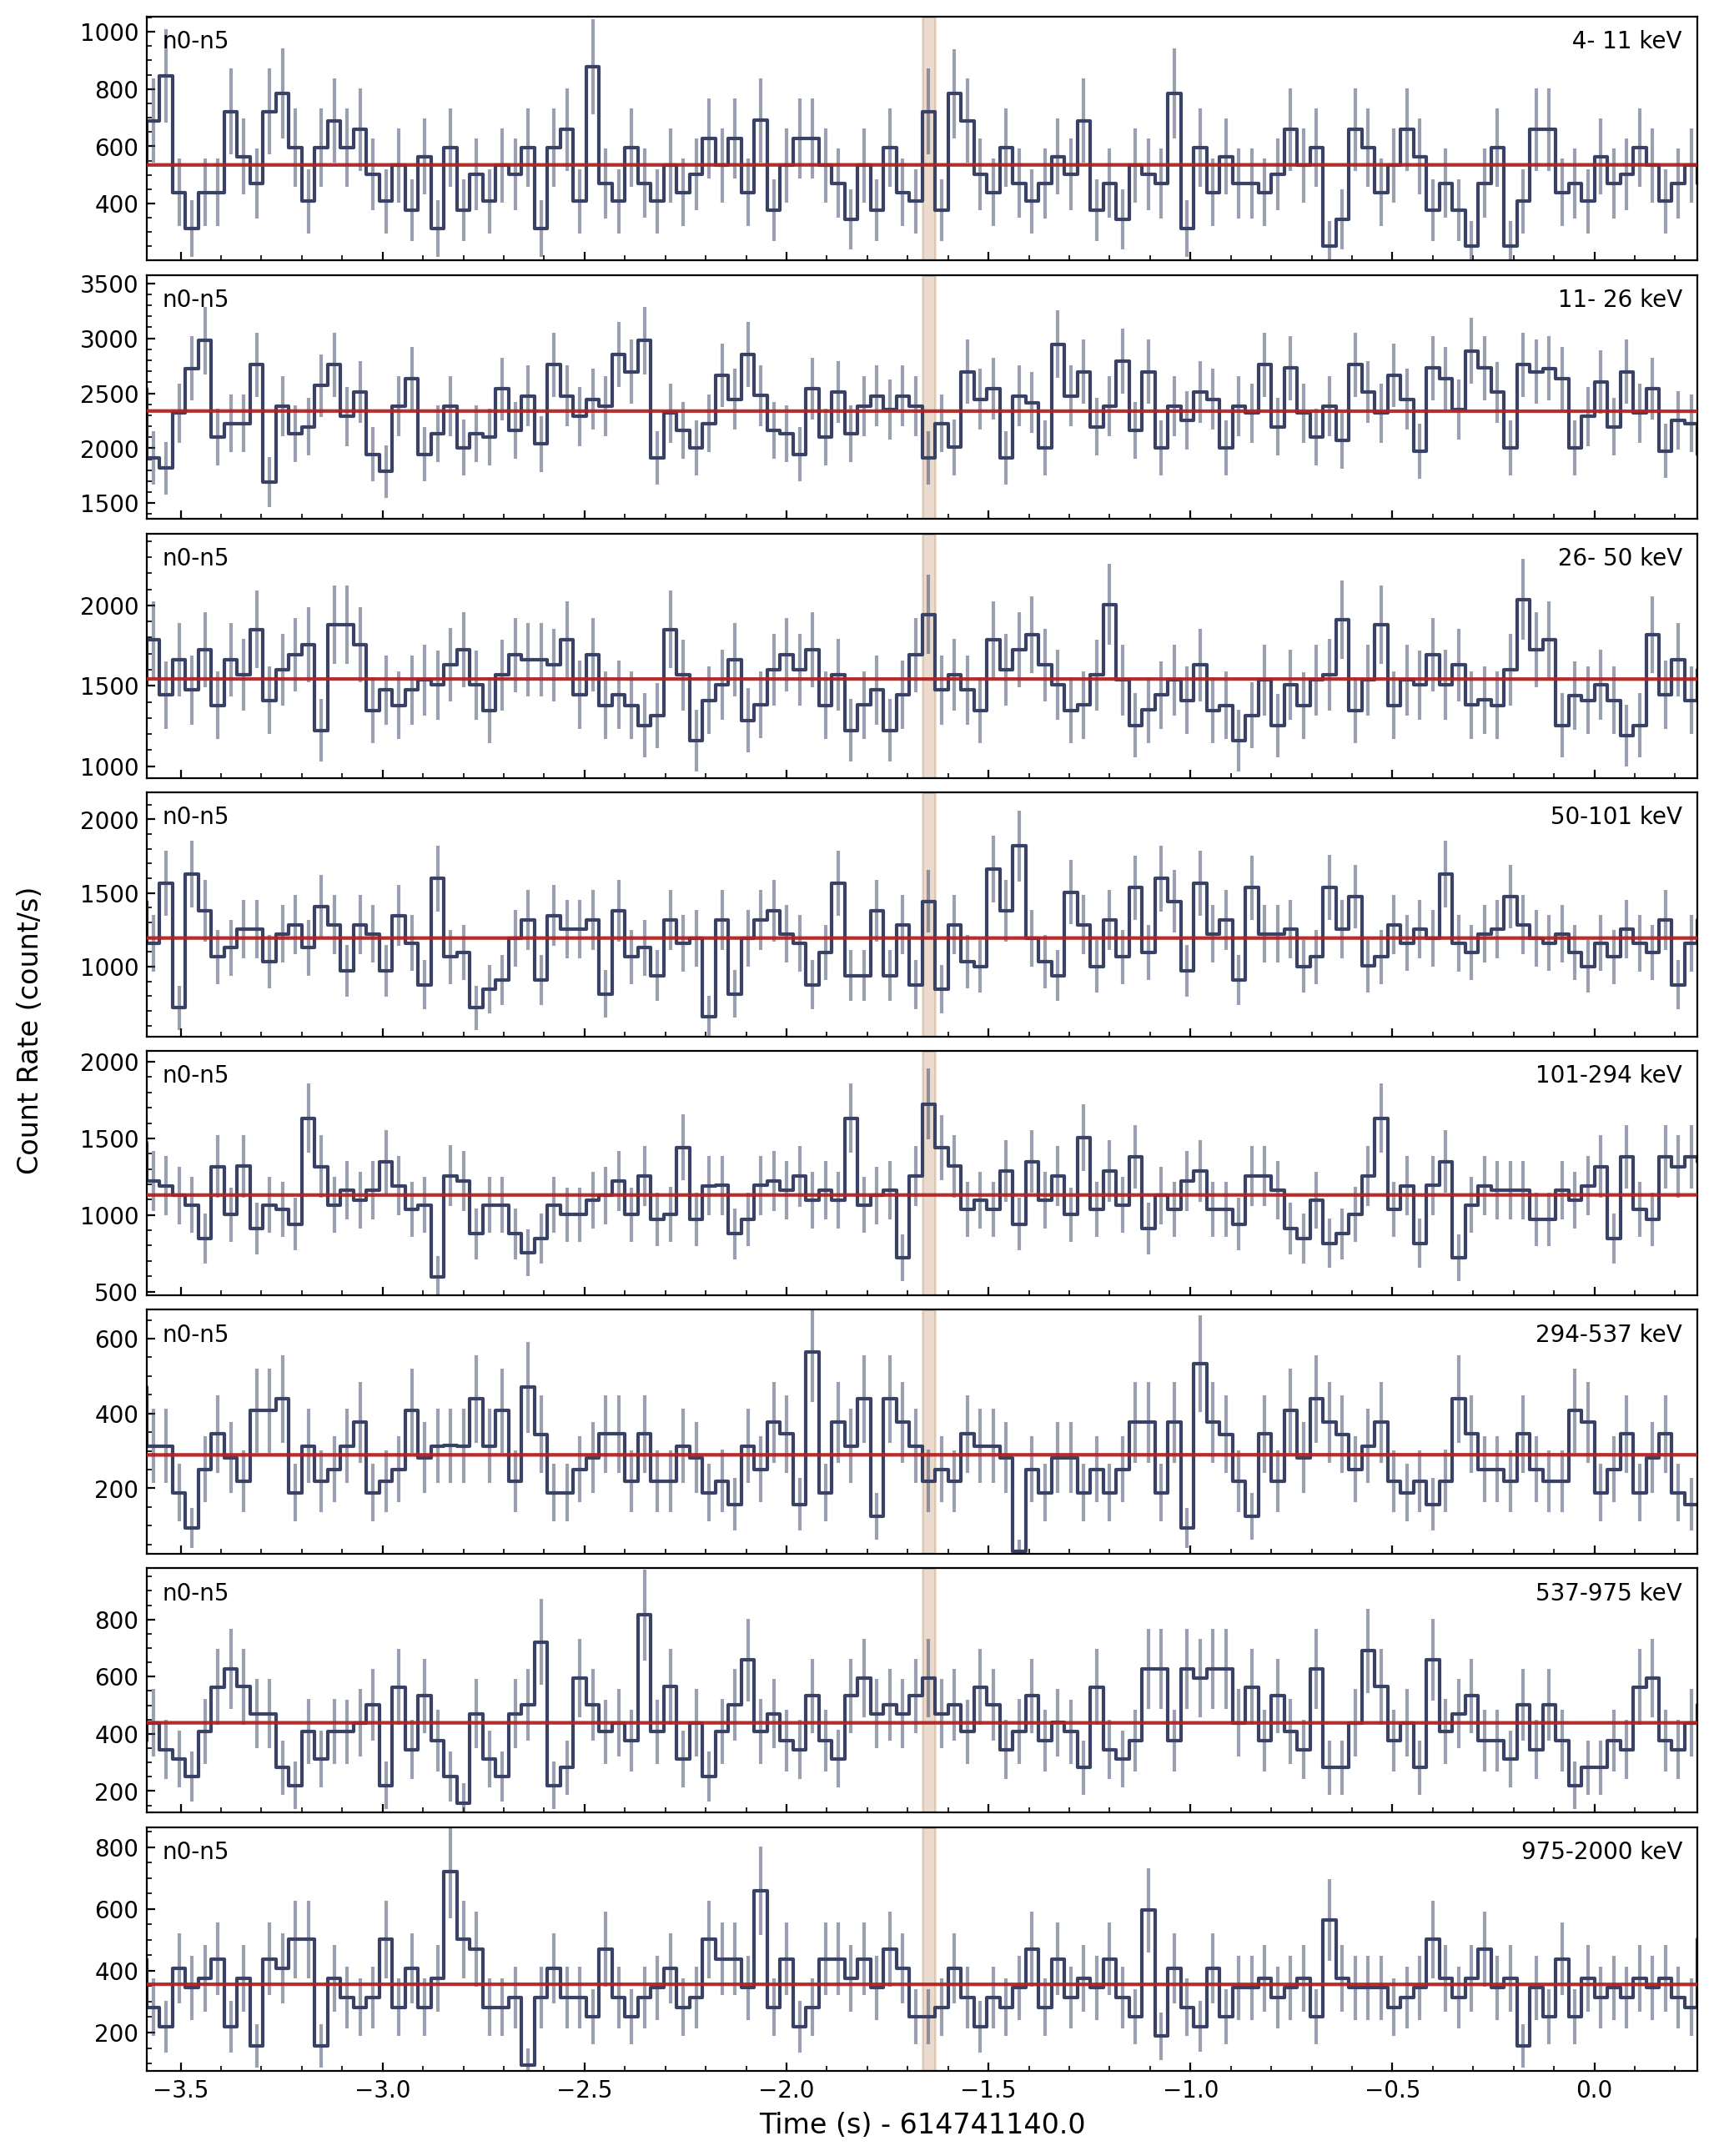 n0-n5 4- 11 keV
1000
800
600
400
n0-n5 11- 26 keV
3500
3000
2500
2000
1500
n0-n5 26- 50 keV
2000
1500
1000
n0-n5 50-101 keV
2000
1500
1000
n0-n5 101-294 keV
2000
1500
1000
500
n0-n5 294-537 keV
600
400
200
n0-n5 537-975 keV
800
600
400
200
n0-n5 975-2000 keV
800
600
400
200
−3.5 −3.0 −2.5 −2.0 −1.5 −1.0 −0.5 0.0
Time (s) - 614741140.0
Count Rate (count/s)